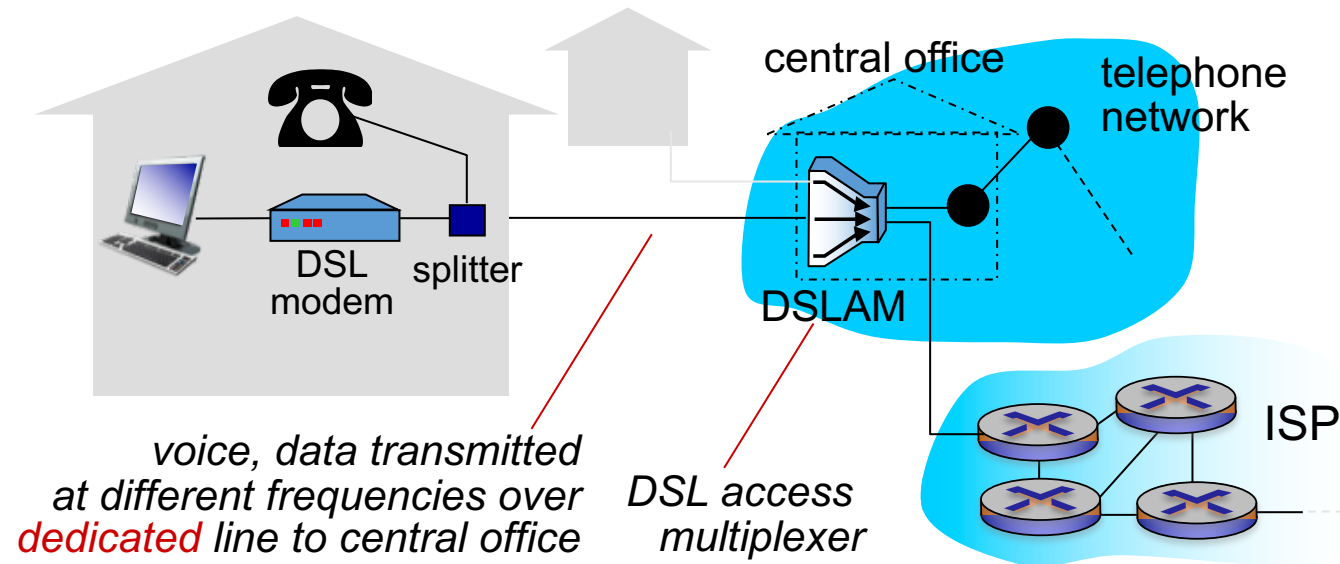 central office
telephone
network
DSL
modem
splitter
DSLAM
ISP
voice, data transmitted
at different frequencies over
dedicated line to central office
DSL access
multiplexer